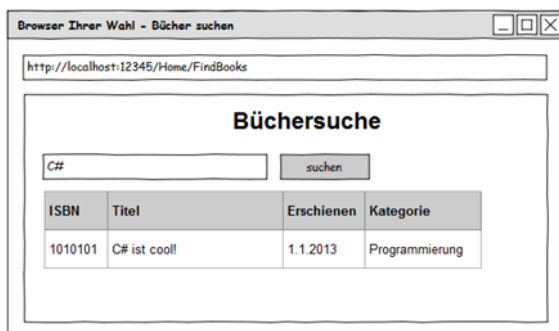 Browser Ihrer Wahl - Bücher suchen
http://localhost:12345/Home/FindBooks
Büchersuche
C# suchen
ISBN Titel Erschienen Kategorie
1010101 C# ist cool! 1.1.2013 Programmierung